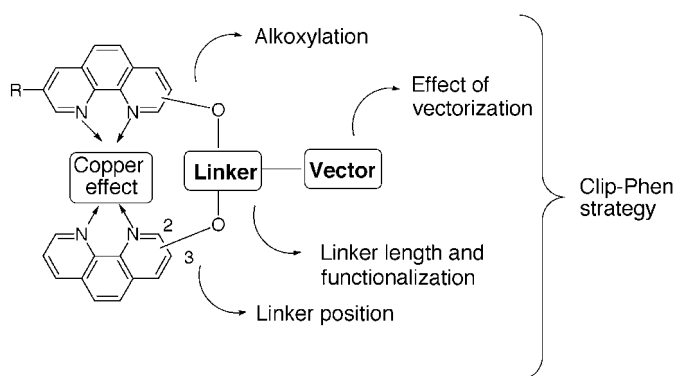 Alkoxylation
R
N
N
O
Effect of
vectorization
Copper
effect
Linker
Vector
Clip-Phen
strategy
N
N
2
3
O
Linker length and
functionalization
Linker position